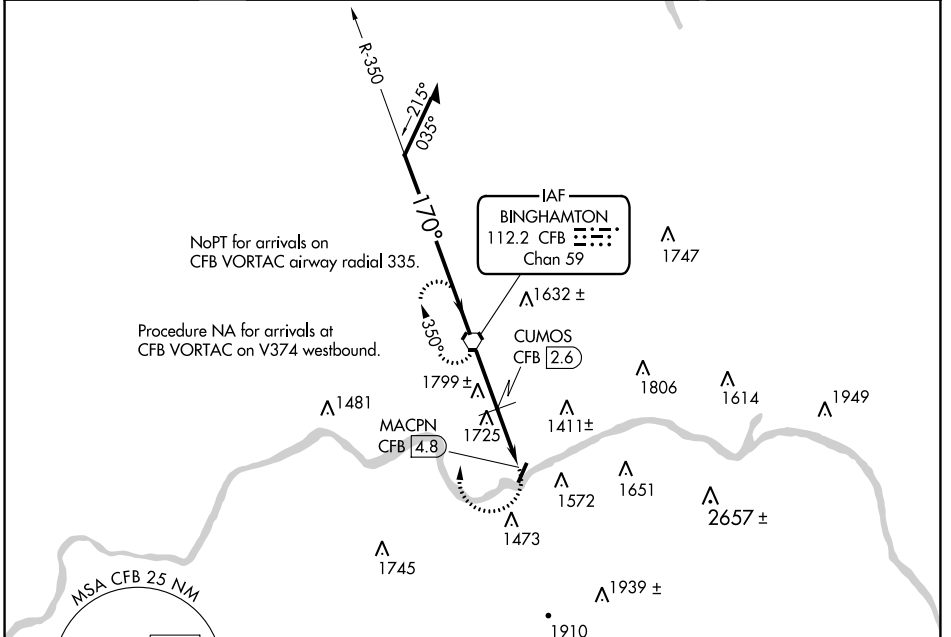 R-350
215°
035°
170°
IAF
BINGHAMTON
112.2 CFB
Chan 59
1747
NoPT for arrivals on
CFB VORTAC airway radial 335.
1632 ±
350°
Procedure NA for arrivals at
CFB VORTAC on V374 westbound.
CUMOS
CFB 2.6
1799 ±
1806
1614
1481
1949
1725
1411±
MACPN
CFB 4.8
1572
1651
2657 ±
1473
1745
MSA CFB 25 NM
1939 ±
1910